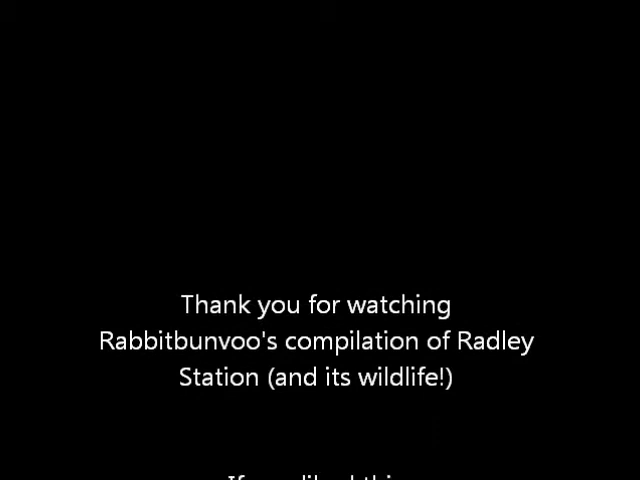 Thank you for watching
Rabbitbunvoo's compilation of Radley
Station (and its wildlife!)